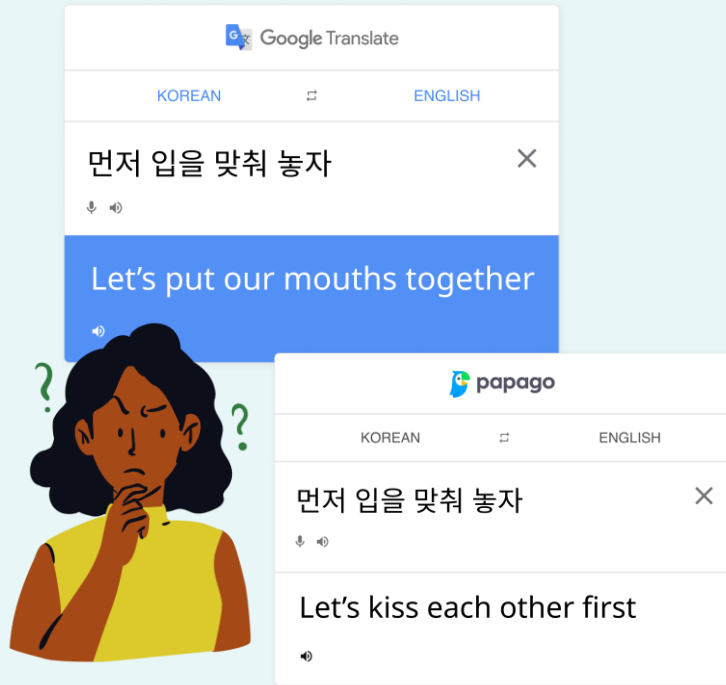 Google Translate
KOREAN ENGLISH
먼저 입을 맞춰 놓자
Let's put our mouths together
? ?
papago
KOREAN ENGLISH
먼저 입을 맞춰 놓자
Let's kiss each other first